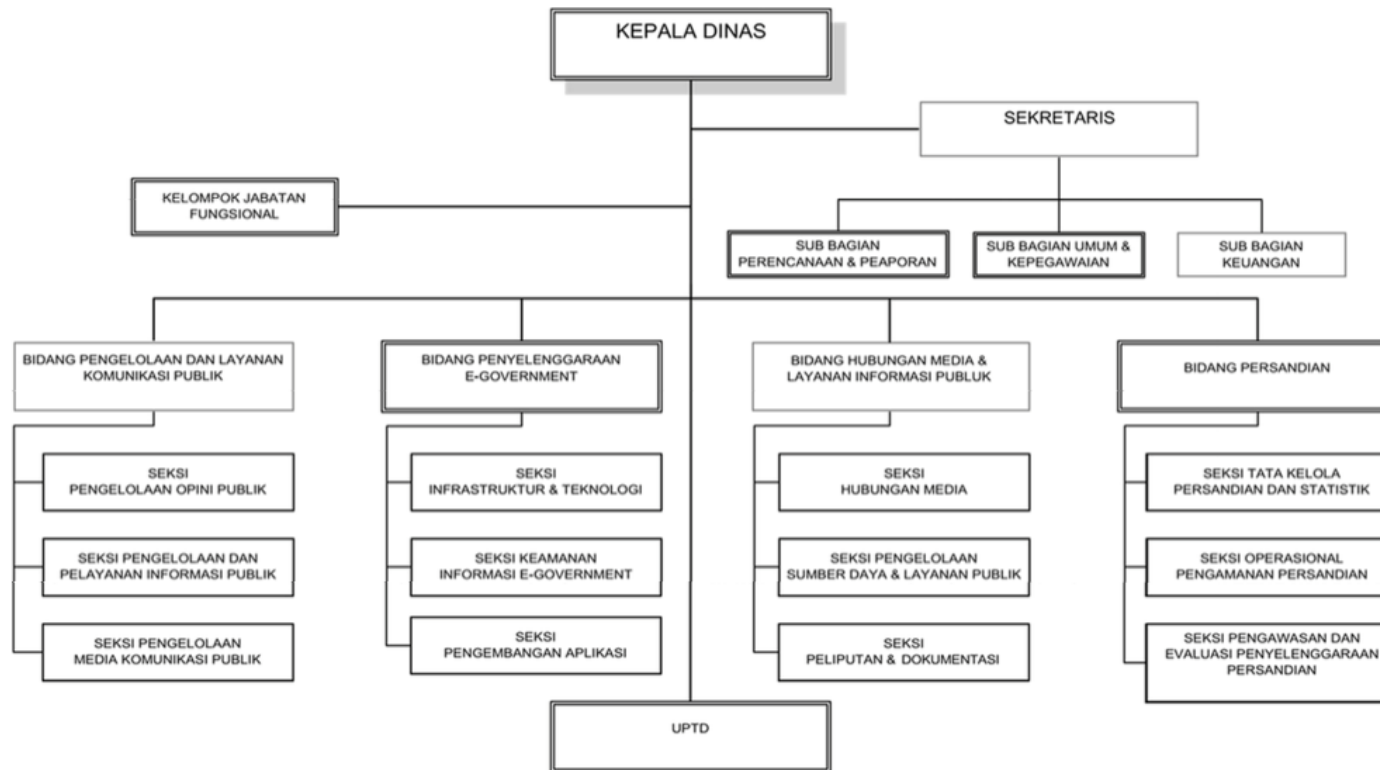 KEPALA DINAS
SEKRETARIS
KELOMPOK JABATAN
FUNGSIONAL
SUB BAGIAN
PERENCANAAN & PEAPORAN
SUB BAGIAN UMUM &
KEPEGAWAIAN
SUB BAGIAN
KEUANGAN
BIDANG PENGELOLAAN DAN LAYANAN
KOMUNIKASI PUBLIK
BIDANG PENYELENGGARAAN
E-GOVERNMENT
BIDANG HUBUNGAN MEDIA &
LAYANAN INFORMASI PUBLUK
BIDANG PERSANDIAN
SEKSI
PENGELOLAAN OPINI PUBLIK
SEKSI
INFRASTRUKTUR & TEKNOLOGI
SEKSI
HUBUNGAN MEDIA
SEKSI TATA KELOLA
PERSANDIAN DAN STATISTIK
SEKSI PENGELOLAAN DAN
PELAYANAN INFORMASI PUBLIK
SEKSI KEAMANAN
INFORMASI E-GOVERNMENT
SEKSI PENGELOLAAN
SUMBER DAYA & LAYANAN PUBLIK
SEKSI OPERASIONAL
PENGAMANAN PERSANDIAN
SEKSI PENGELOLAAN
MEDIA KOMUNIKASI PUBLIK
SEKSI
PENGEMBANGAN APLIKASI
SEKSI
PELIPUTAN & DOKUMENTASI
SEKSI PENGAWASAN DAN
EVALUASI PENYELENGGARAAN
PERSANDIAN
UPTD